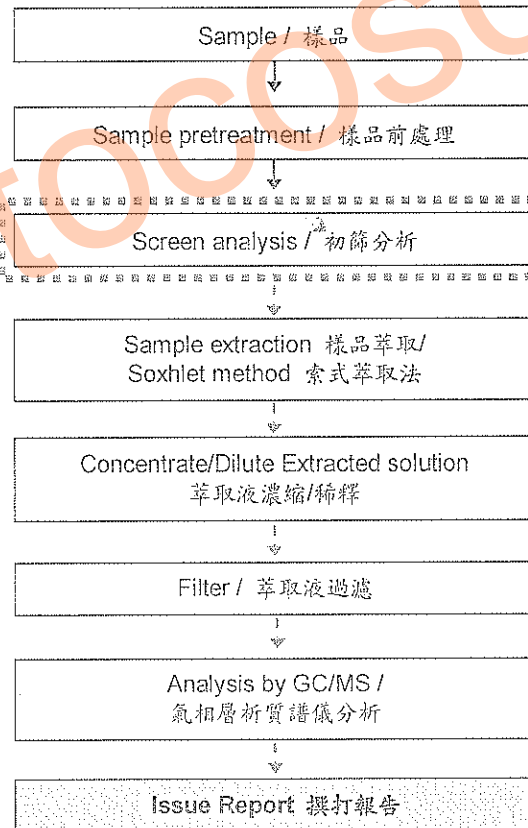 Sample / 樣品
Sample pretreatment / 樣品前處理
Screen analysis / 初篩分析
Sample extraction 樣品萃取/
Soxhlet method 索式萃取法
Concentrate/Dilute Extracted solution
萃取液濃縮/稀釋
Filter / 萃取液過濾
Analysis by GC/MS /
氣相層析質譜儀分析
Issue Report 撰打報告